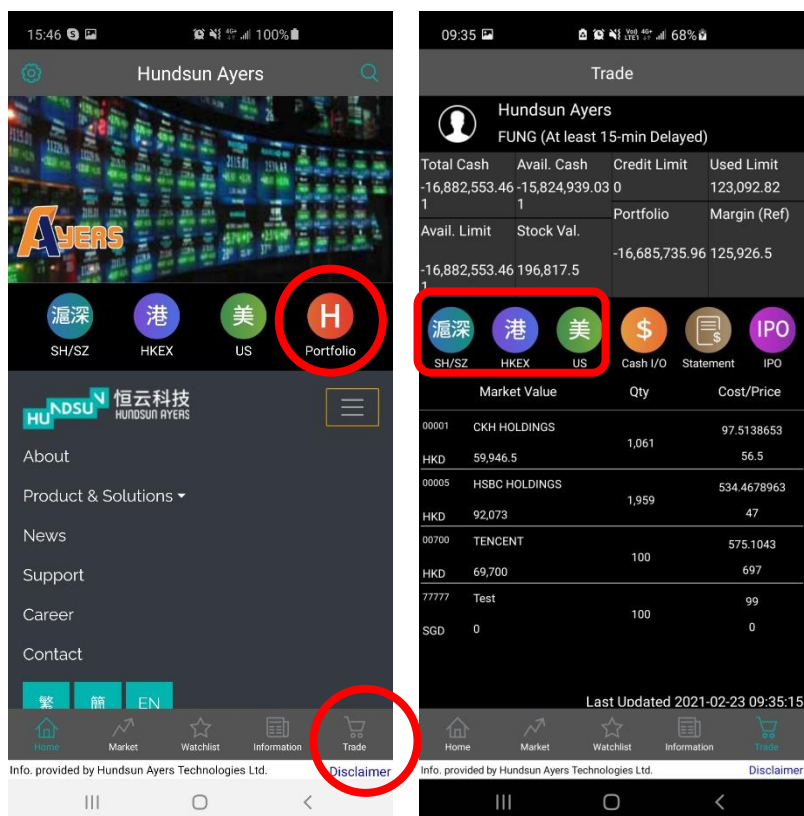 15:46 S 4G+ 100%
Hundsun Ayers
2115.01 1534.43
AYERS
滬深 港 美 H
SH/SZ HKEX US Portfolio
HUNDSUN 恒云科技
HUNDSUN AYERS
About
Product & Solutions
News
Support
Career
Contact
繁 簡 EN
Home Market Watchlist Information Trade
Info. provided by Hundsun Ayers Technologies Ltd. Disclaimer
09:35 Vo) LTE1 4G+ 68%
Trade
Hundsun Ayers
FUNG (At least 15-min Delayed)
Total Cash Avail. Cash Credit Limit Used Limit
-16,882,553.46 -15,824,939.03 0 123,092.82
1 1
Portfolio Margin (Ref)
Avail. Limit Stock Val.
-16,685,735.96 125,926.5
-16,882,553.46 196,817.5
1
滬深 港 美 $ $ IPO
SH/SZ HKEX US Cash I/O Statement IPO
Market Value Qty Cost/Price
00001 CKH HOLDINGS 97.5138653
1,061
HKD 59,946.5 56.5
00005 HSBC HOLDINGS 534.4678963
1,959
HKD 92,073 47
00700 TENCENT 575.1043
100
HKD 69,700 697
77777 Test 99
100
SGD 0 0
Last Updated 2021-02-23 09:35:15
Home Market Watchlist Information Trade
Info. provided by Hundsun Ayers Technologies Ltd. Disclaimer